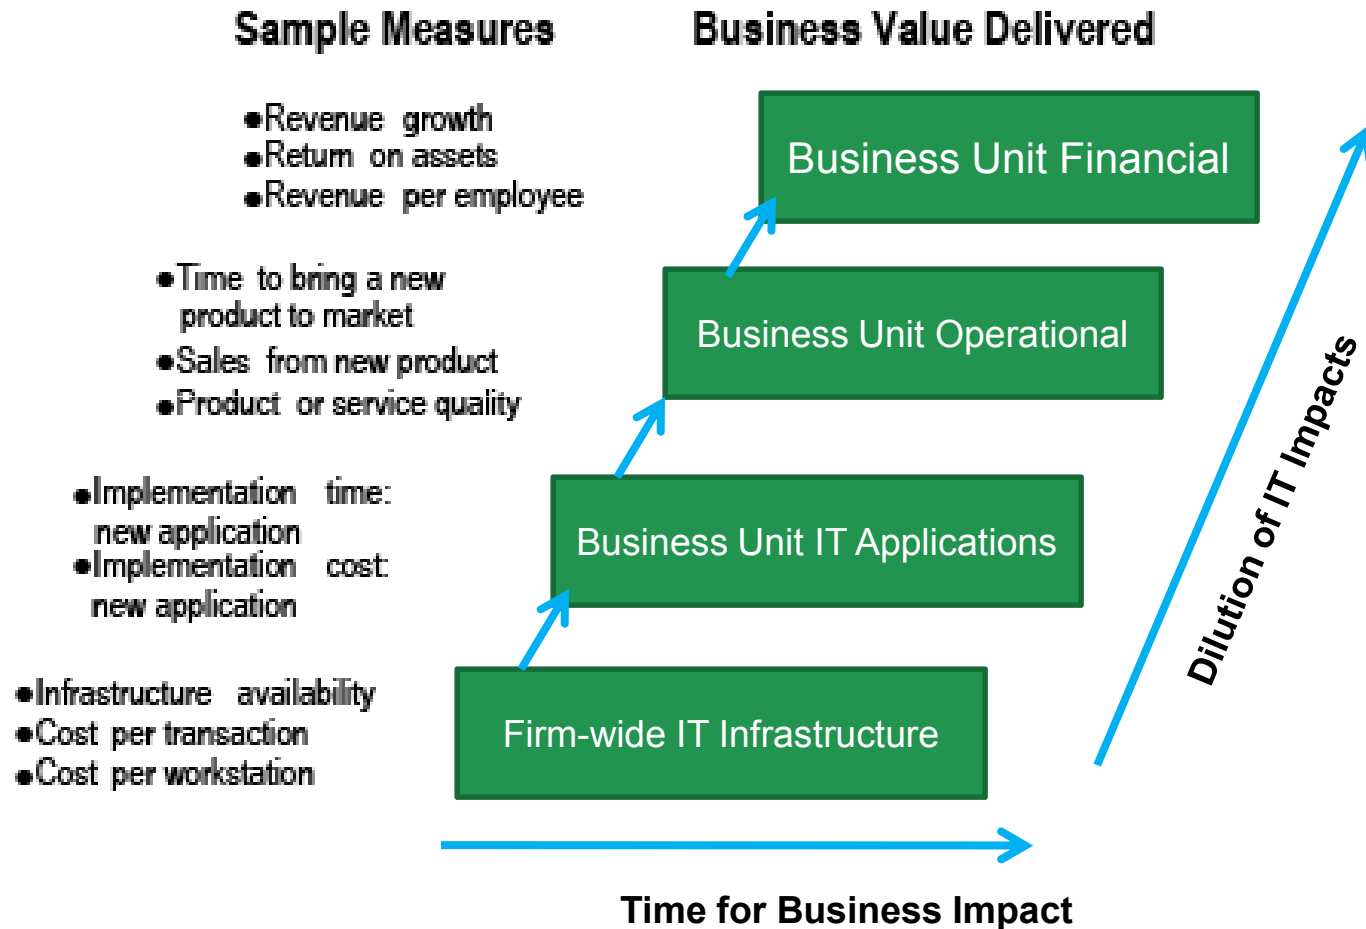 Sample Measures
Business Value Delivered
●Revenue growth
●Return on assets
●Revenue per employee
Business Unit Financial
●Time to bring a new
product to market
●Sales from new product
●Product or service quality
Business Unit Operational
●Implementation time:
new application
●Implementation cost:
new application
Business Unit IT Applications
●Infrastructure availability
●Cost per transaction
●Cost per workstation
Firm-wide IT Infrastructure
Dilution of IT Impacts
Time for Business Impact